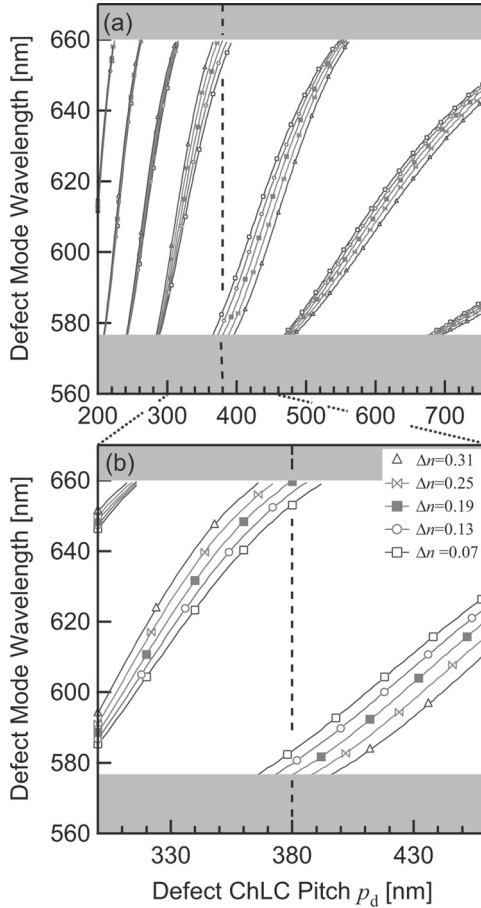 (a)
Defect Mode Wavelength [nm]
660
640
620
600
580
560
200 300 400 500 600 700
(b)
Defect Mode Wavelength [nm]
660
640
620
600
580
560
Δn=0.31
Δn=0.25
Δn=0.19
Δn=0.13
Δn =0.07
330 380 430
Defect ChLC Pitch pd [nm]